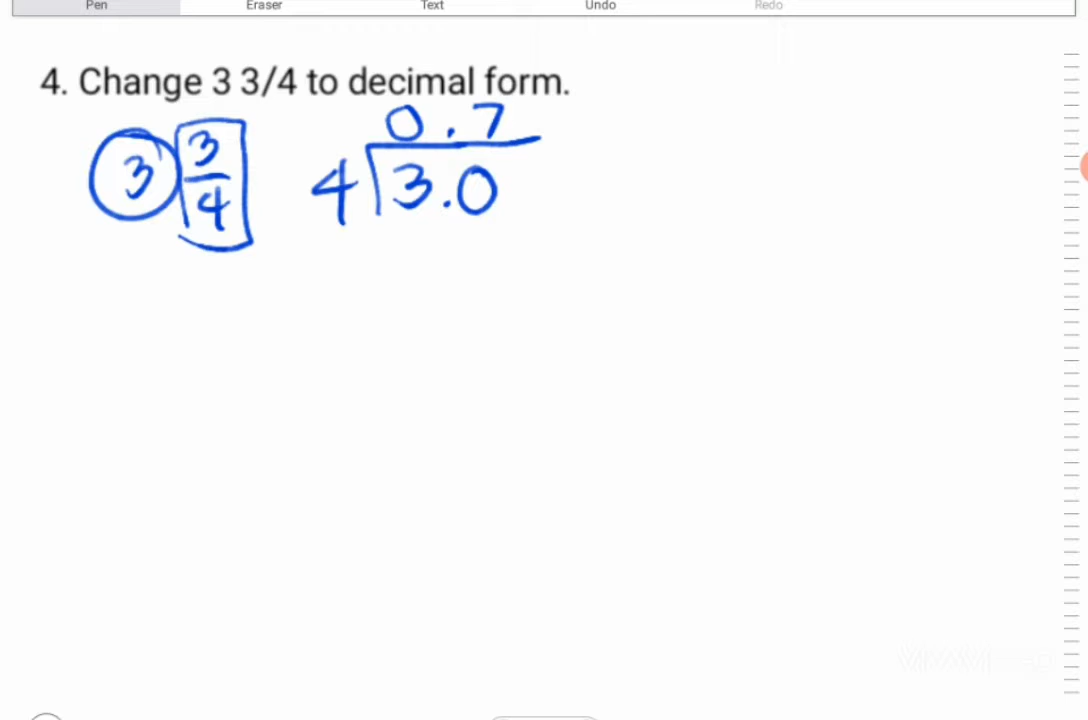 Pen Eraser Text Undo Redo
4. Change 3 3/4 to decimal form.
0.7
3 3/4 4 3.0